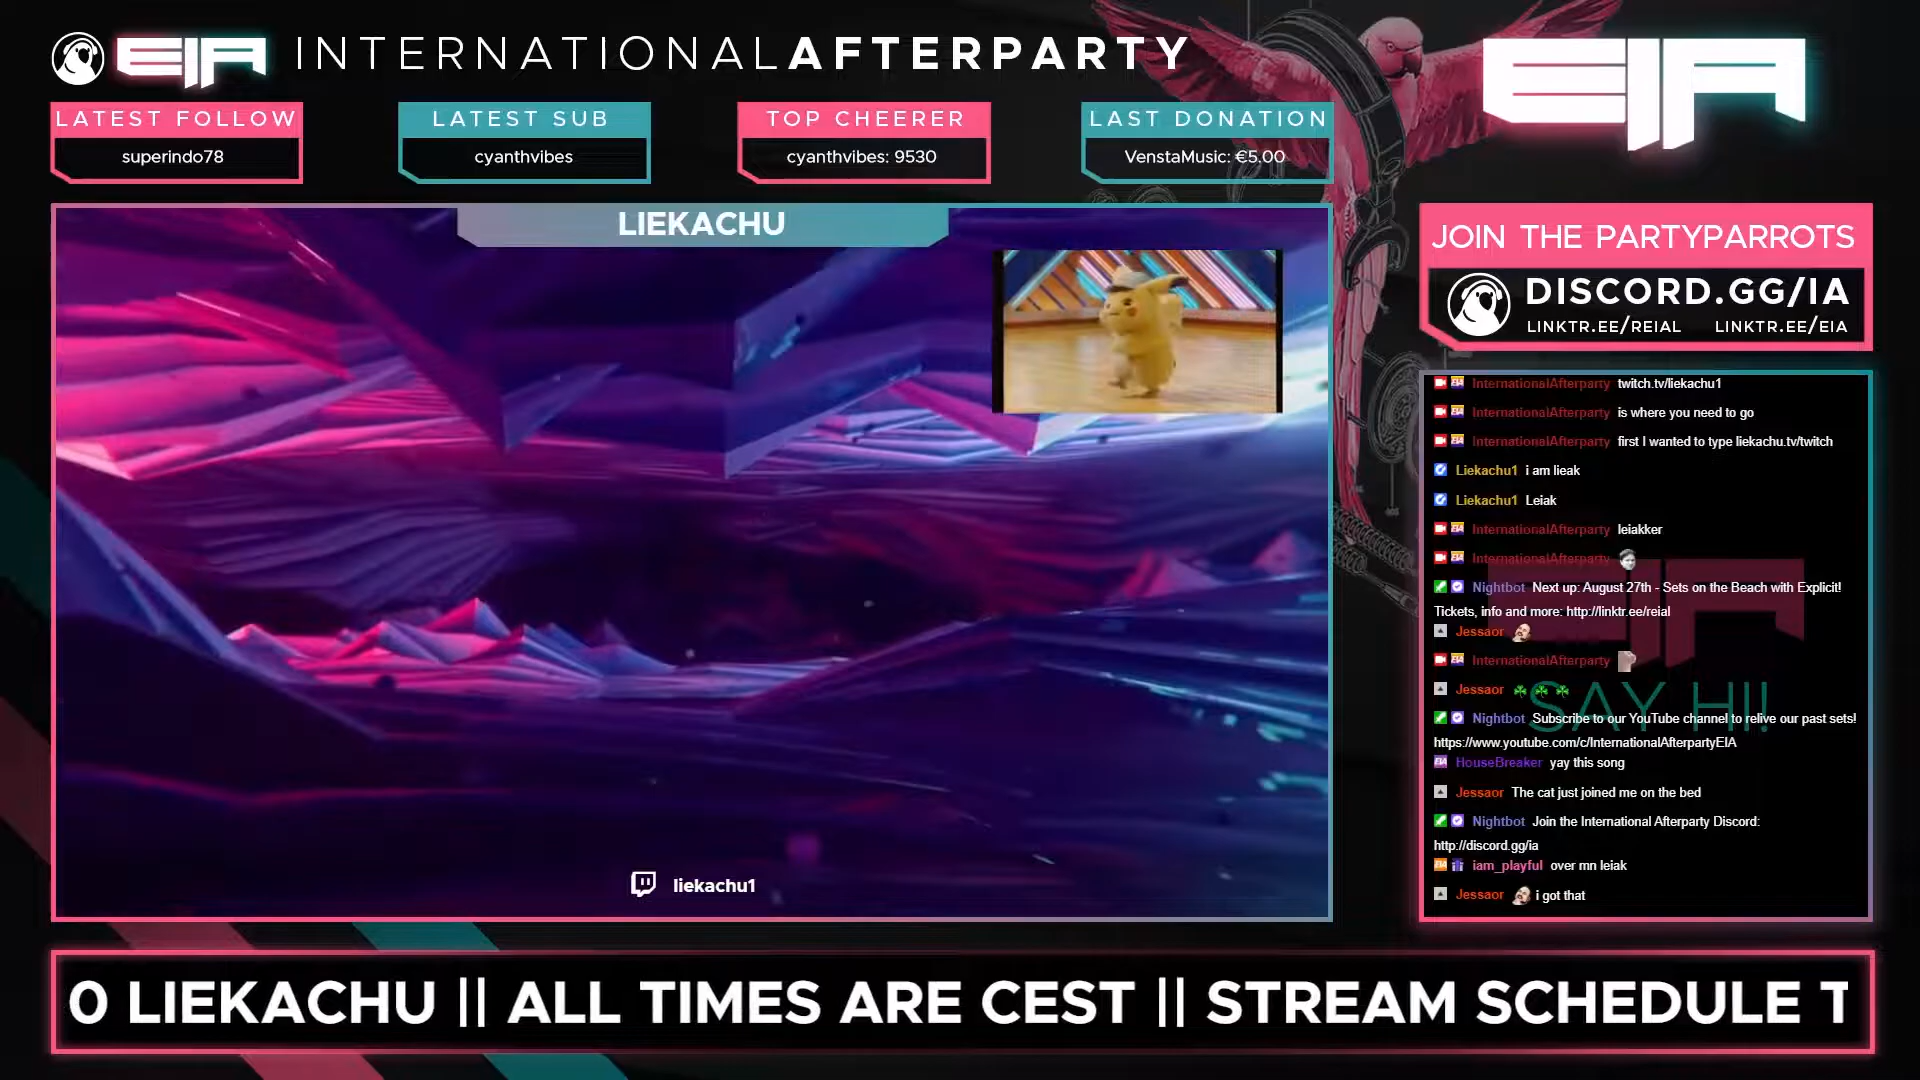 EIA INTERNATIONALAFTERPARTY
EIA
LATEST FOLLOW
superindo78
LATEST SUB
cyanthvibes
TOP CHEERER
cyanthvibes: 9530
LAST DONATION
VenstaMusic: €5.00
LIEKACHU
JOIN THE PARTYPARROTS
DISCORD.GG/IA
LINKTR.EE/REIAL LINKTR.EE/EIA
InternationalAfterparty twitch.tv/liekachu1
InternationalAfterparty is where you need to go
InternationalAfterparty first I wanted to type liekachu.tv/twitch
Liekachu1 i am lieak
Liekachu1 Leiak
InternationalAfterparty leiakker
InternationalAfterparty
Nightbot Next up: August 27th - Sets on the Beach with Explicit!
Tickets, info and more: http://linktr.ee/reial
Jessaor
InternationalAfterparty
Jessaor
SAY HI!
Nightbot Subscribe to our YouTube channel to relive our past sets!
https://www.youtube.com/c/InternationalAfterpartyEIA
HouseBreaker yay this song
Jessaor The cat just joined me on the bed
Nightbot Join the International Afterparty Discord:
http://discord.gg/ia
iam_playful over mn leiak
Jessaor i got that
liekachu1
0 LIEKACHU || ALL TIMES ARE CEST || STREAM SCHEDULE T